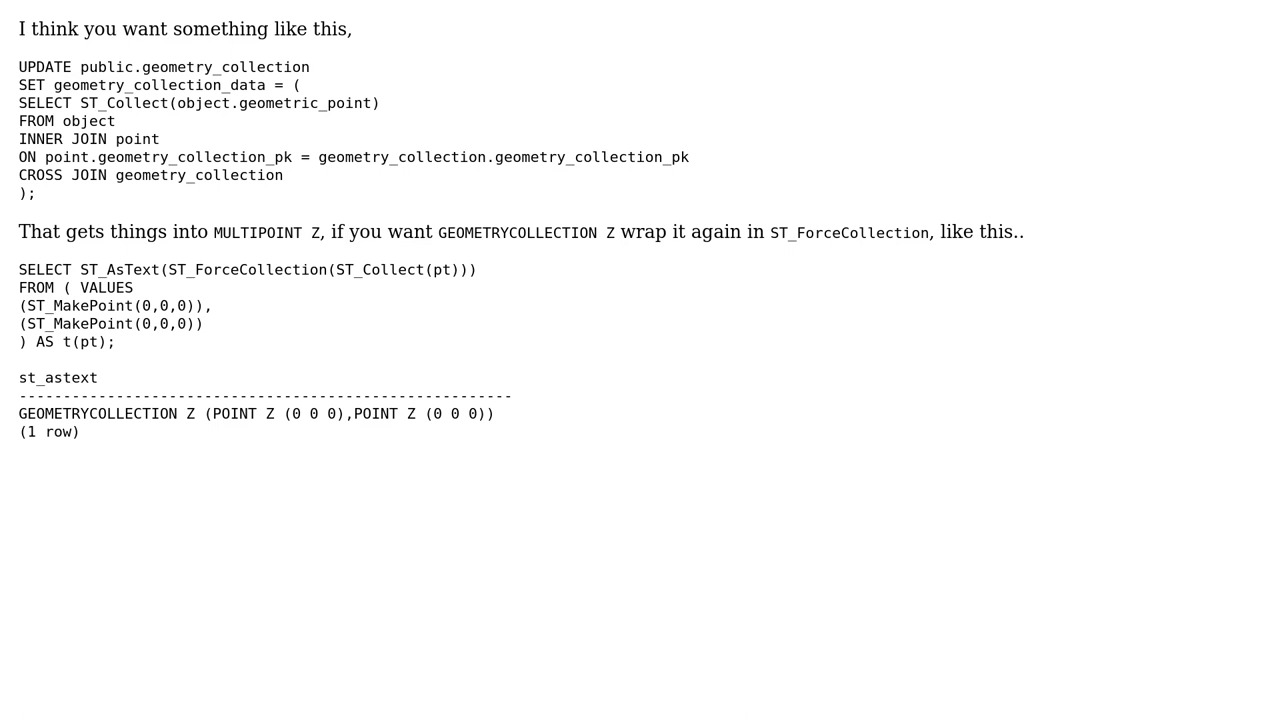 I think you want something like this,
UPDATE public.geometry_collection
SET geometry_collection_data = (
SELECT ST_Collect(object.geometric_point)
FROM object
INNER JOIN point
ON point.geometry_collection_pk = geometry_collection.geometry_collection_pk
CROSS JOIN geometry_collection
);
That gets things into MULTIPOINT Z, if you want GEOMETRYCOLLECTION Z wrap it again in ST_ForceCollection, like this..
SELECT ST_AsText(ST_ForceCollection(ST_Collect(pt)))
FROM ( VALUES
(ST_MakePoint(0,0,0)),
(ST_MakePoint(0,0,0))
) AS t(pt);
st_astext
--------------------------------------------------------
GEOMETRYCOLLECTION Z (POINT Z (0 0 0),POINT Z (0 0 0))
(1 row)